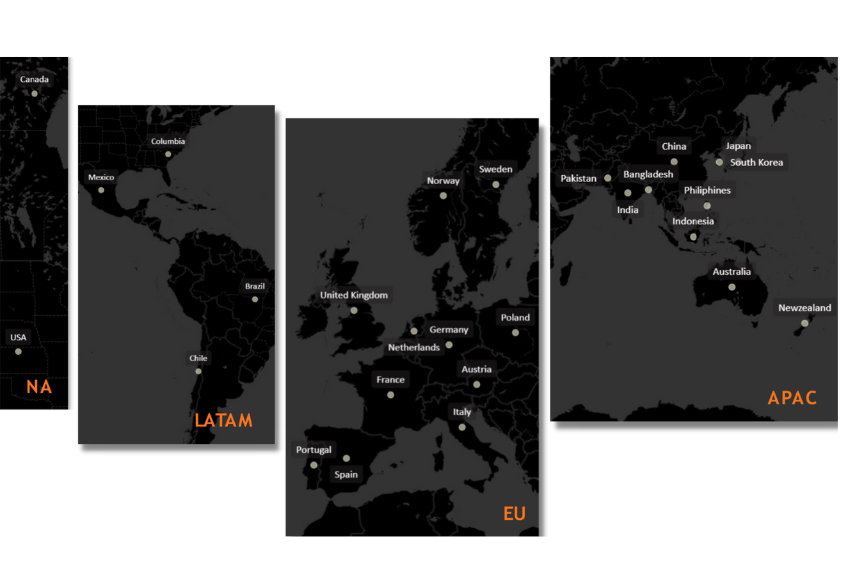 Canada
USA
NA
Columbia
Mexico
Brazil
Chile
LATAM
Sweden
Norway
United Kingdom
Poland
Germany
Netherlands
Austria
France
Italy
Portugal
Spain
EU
China
Japan
South Korea
Pakistan
Bangladesh
Philiphines
India
Indonesia
Australia
Newzealand
APAC